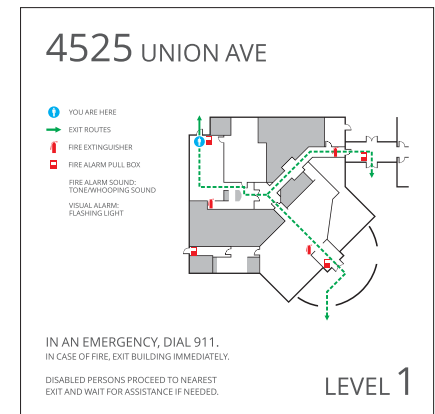 4525 UNION AVE
YOU ARE HERE
EXIT ROUTES
FIRE EXTINGUISHER
FIRE ALARM PULL BOX
FIRE ALARM SOUND:
TONE/WHOOPING SOUND
VISUAL ALARM:
FLASHING LIGHT
IN AN EMERGENCY, DIAL 911.
IN CASE OF FIRE, EXIT BUILDING IMMEDIATELY.
DISABLED PERSONS PROCEED TO NEAREST
EXIT AND WAIT FOR ASSISTANCE IF NEEDED.
LEVEL 1